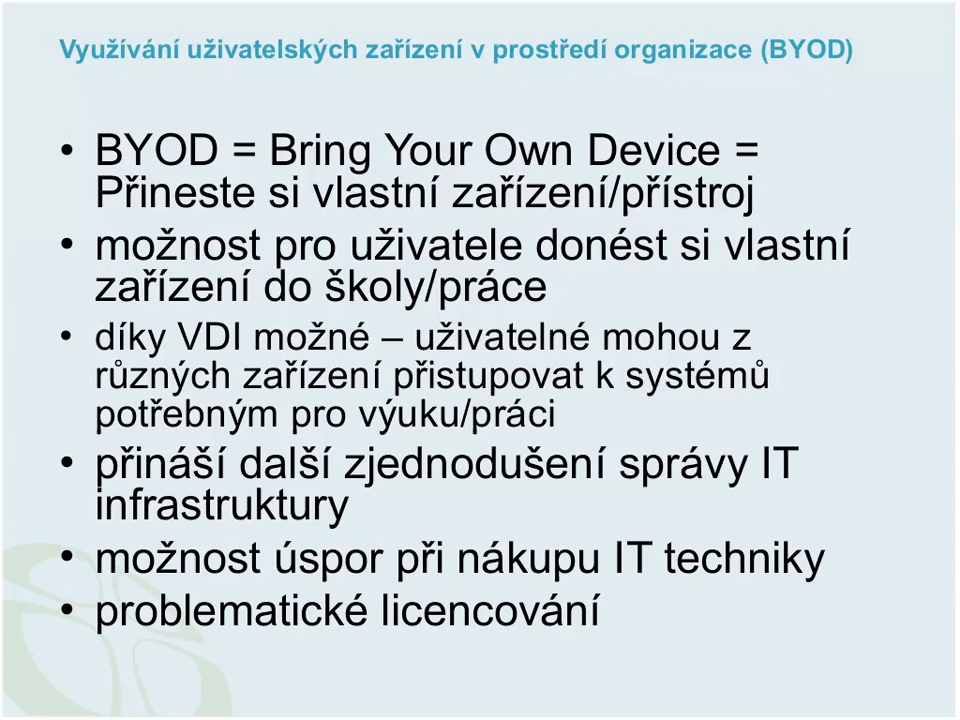 Využívání uživatelských zařízení v prostředí organizace (BYOD)
• BYOD = Bring Your Own Device =
Přineste si vlastní zařízení/přístroj
• možnost pro uživatele donést si vlastní
zařízení do školy/práce
• díky VDI možné – uživatelné mohou z
různých zařízení přistupovat k systémů
potřebným pro výuku/práci
• přináší další zjednodušení správy IT
infrastruktury
• možnost úspor při nákupu IT techniky
• problematické licencování